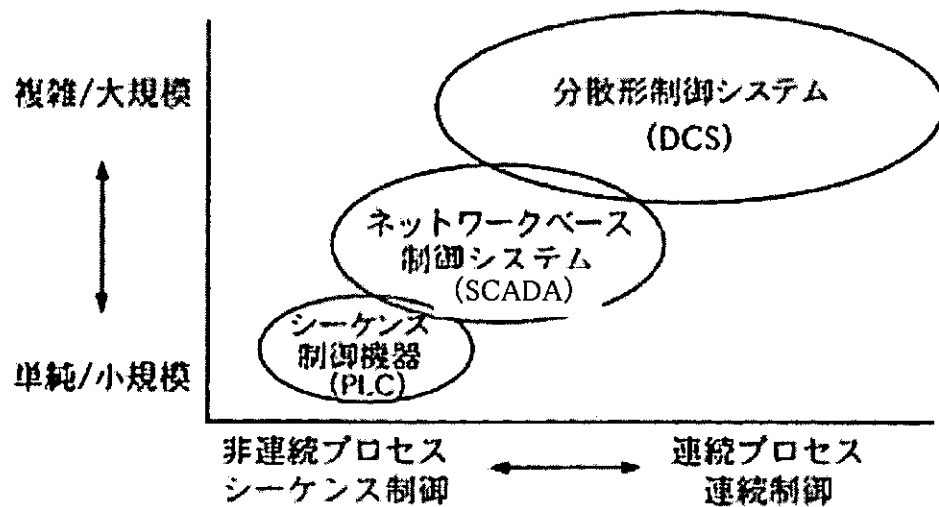 複雑/大規模
分散形制御システム
(DCS)
ネットワークベース
制御システム
(SCADA)
シーケンス
制御機器
(PLC)
単純/小規模
非連続プロセス
シーケンス制御
連続プロセス
連続制御